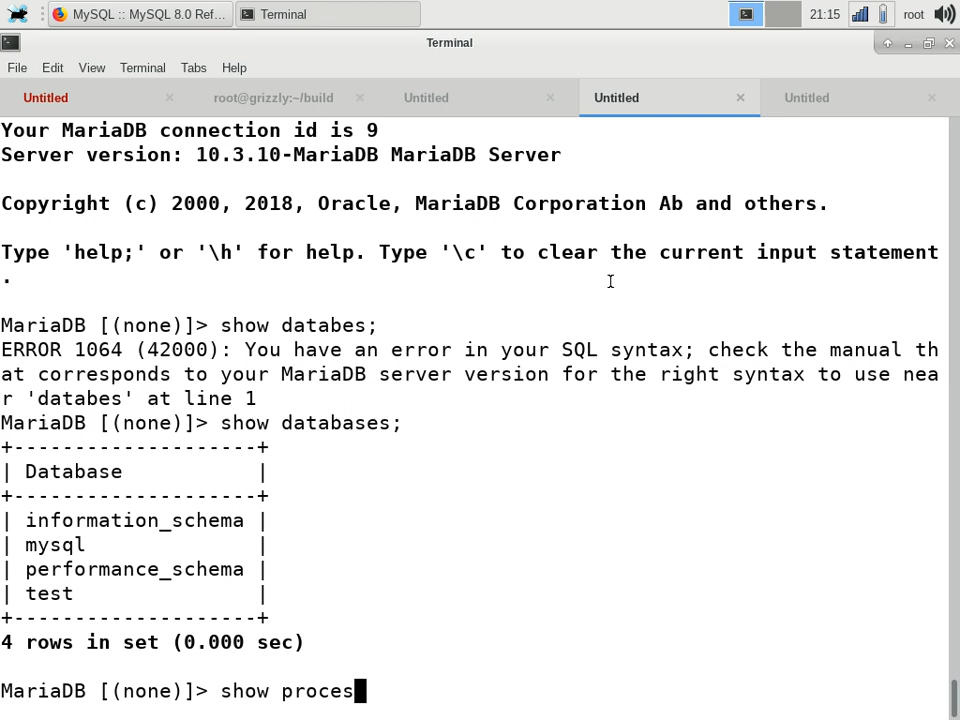 MySQL :: MySQL 8.0 Ref...
Terminal
21:15
root
Terminal
File Edit View Terminal Tabs Help
Untitled
root@grizzly:~/build
Untitled
Untitled
Untitled
Your MariaDB connection id is 9
Server version: 10.3.10-MariaDB MariaDB Server
Copyright (c) 2000, 2018, Oracle, MariaDB Corporation Ab and others.
Type 'help;' or '\h' for help. Type '\c' to clear the current input statement
.
MariaDB [(none)]> show databes;
ERROR 1064 (42000): You have an error in your SQL syntax; check the manual th
at corresponds to your MariaDB server version for the right syntax to use nea
r 'databes' at line 1
MariaDB [(none)]> show databases;
+--------------------+
| Database           |
+--------------------+
| information_schema |
| mysql              |
| performance_schema |
| test               |
+--------------------+
4 rows in set (0.000 sec)
MariaDB [(none)]> show proces